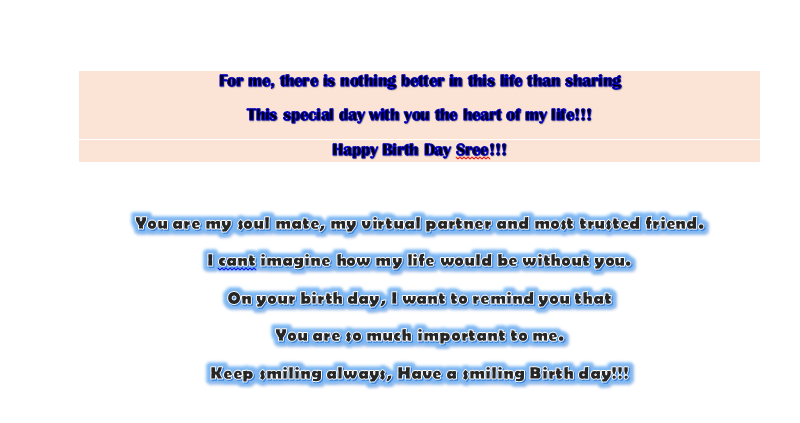 For me, there is nothing better in this life than sharing
This special day with you the heart of my life!!!
Happy Birth Day Sree!!!
You are my soul mate, my virtual partner and most trusted friend.
I cant imagine how my life would be without you.
On your birth day, I want to remind you that
You are so much important to me.
Keep smiling always, Have a smiling Birth day!!!